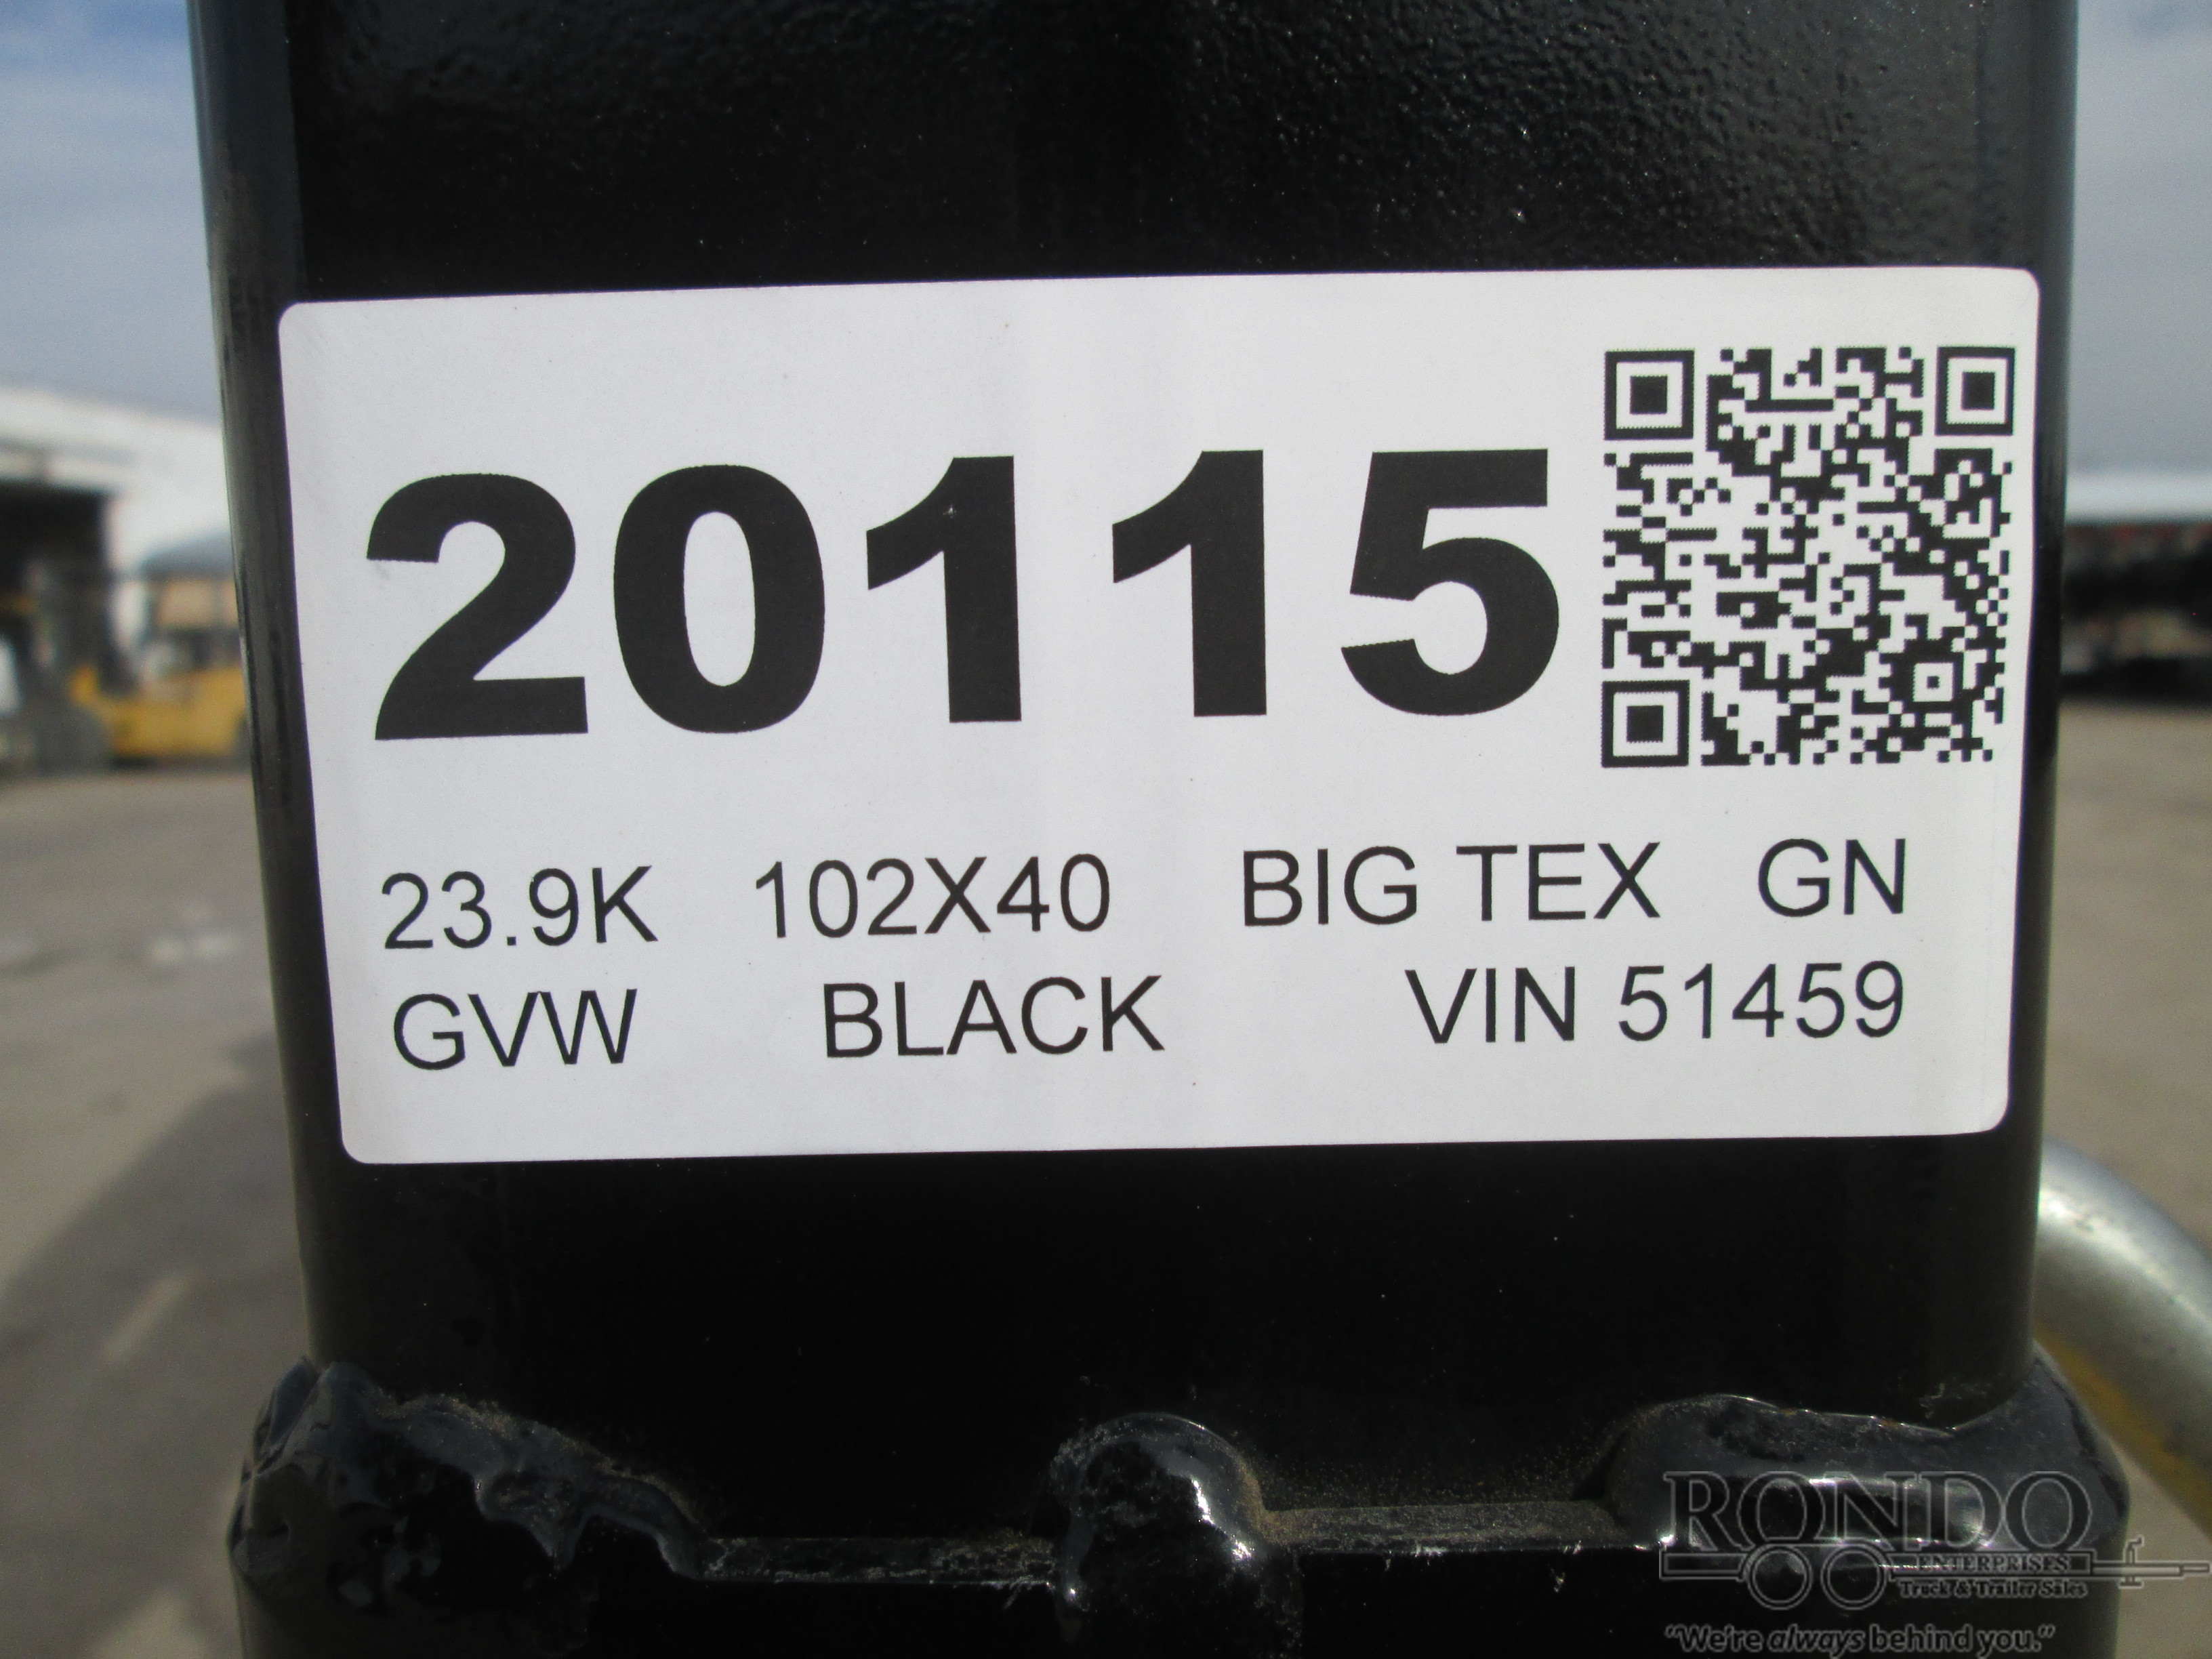 20115
23.9K 102X40 BIG TEX GN
GVW BLACK VIN 51459
RONDO
ENTERPRISES
Truck & Trailer Sales
"We're always behind you."